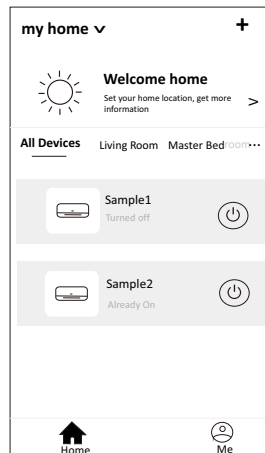 my home
+
Welcome home
Set your home location, get more
information
>
All Devices Living Room Master Bedroom ···
Sample1
Turned off
Sample2
Already On
Home Me